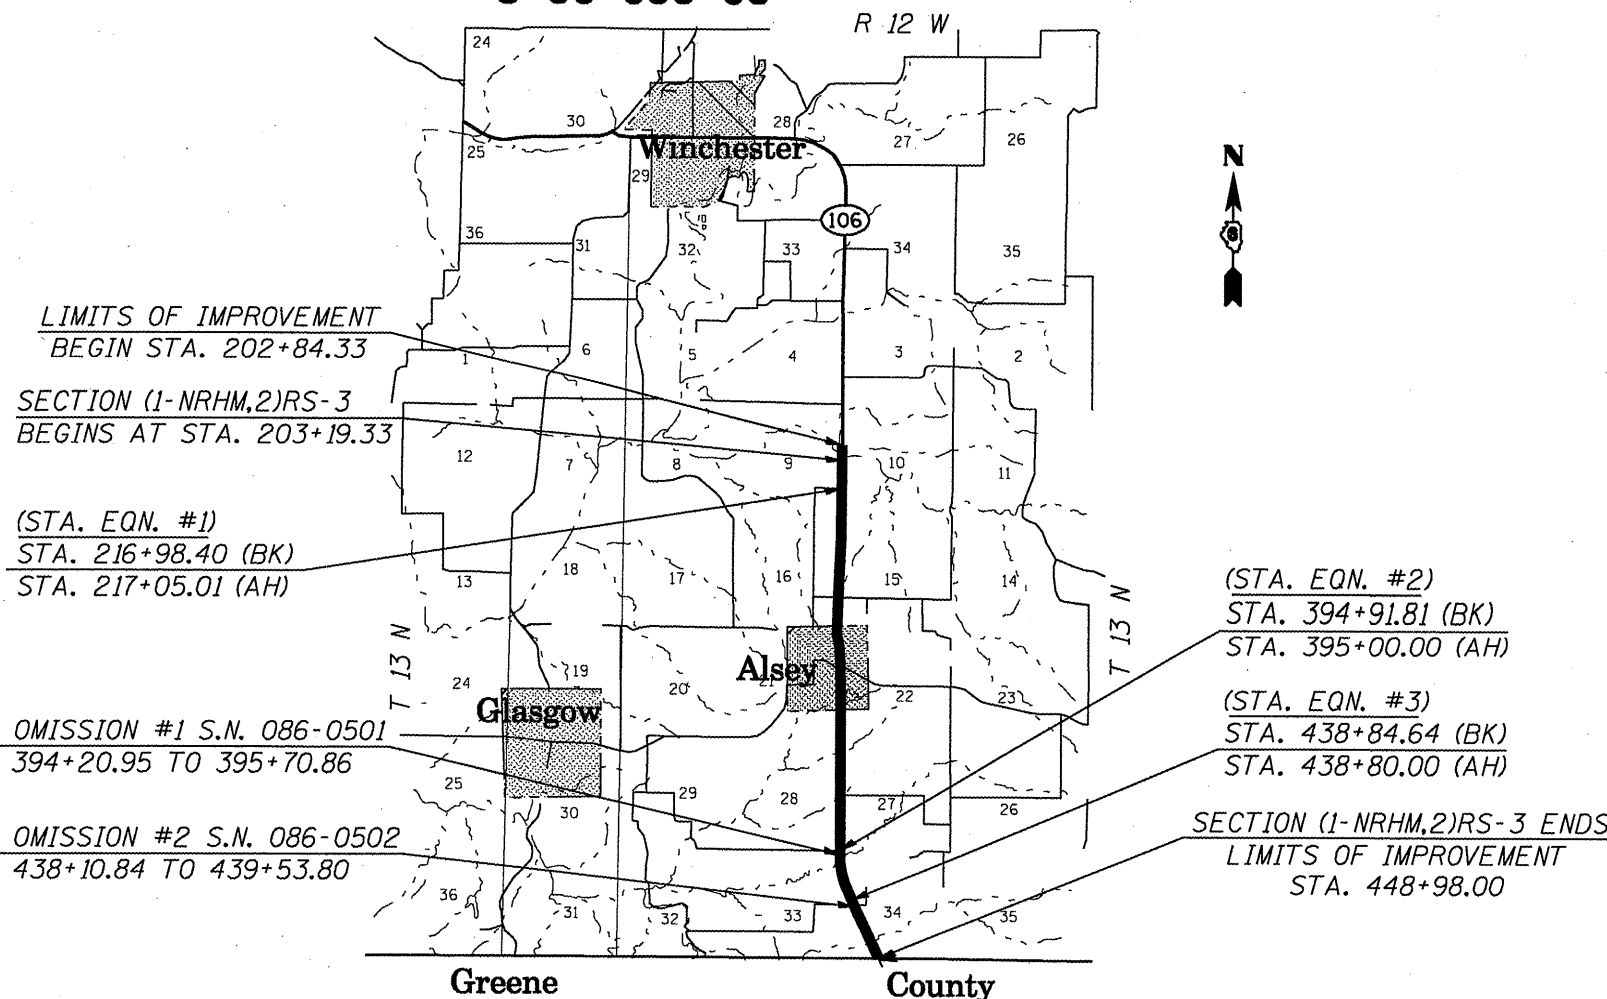 R 12 W
24
30
28
27
26
25
Winchester
29
N
36
31
32
33
106
34
35
LIMITS OF IMPROVEMENT
BEGIN STA. 202+84.33
1
6
5
4
3
2
SECTION (1-NRHM,2)RS-3
BEGINS AT STA. 203+19.33
12
7
8
9
10
11
(STA. EQN. #1)
STA. 216+98.40 (BK)
STA. 217+05.01 (AH)
13
18
17
16
15
14
(STA. EQN. #2)
STA. 394+91.81 (BK)
STA. 395+00.00 (AH)
T 13 N
T 13 N
24
19
20
Alsey
21
22
23
Glasgow
(STA. EQN. #3)
STA. 438+84.64 (BK)
STA. 438+80.00 (AH)
OMISSION #1 S.N. 086-0501
394+20.95 TO 395+70.86
25
30
29
28
27
26
OMISSION #2 S.N. 086-0502
438+10.84 TO 439+53.80
SECTION (1-NRHM,2)RS-3 ENDS
LIMITS OF IMPROVEMENT
STA. 448+98.00
36
31
32
33
34
35
Greene County